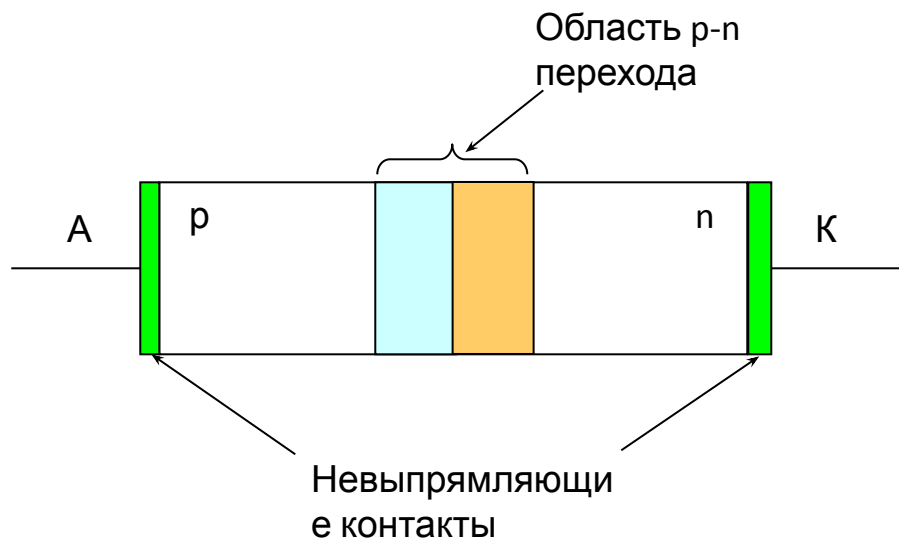 Область p-n
перехода
А
p
n
К
Невыпрямляющи
е контакты